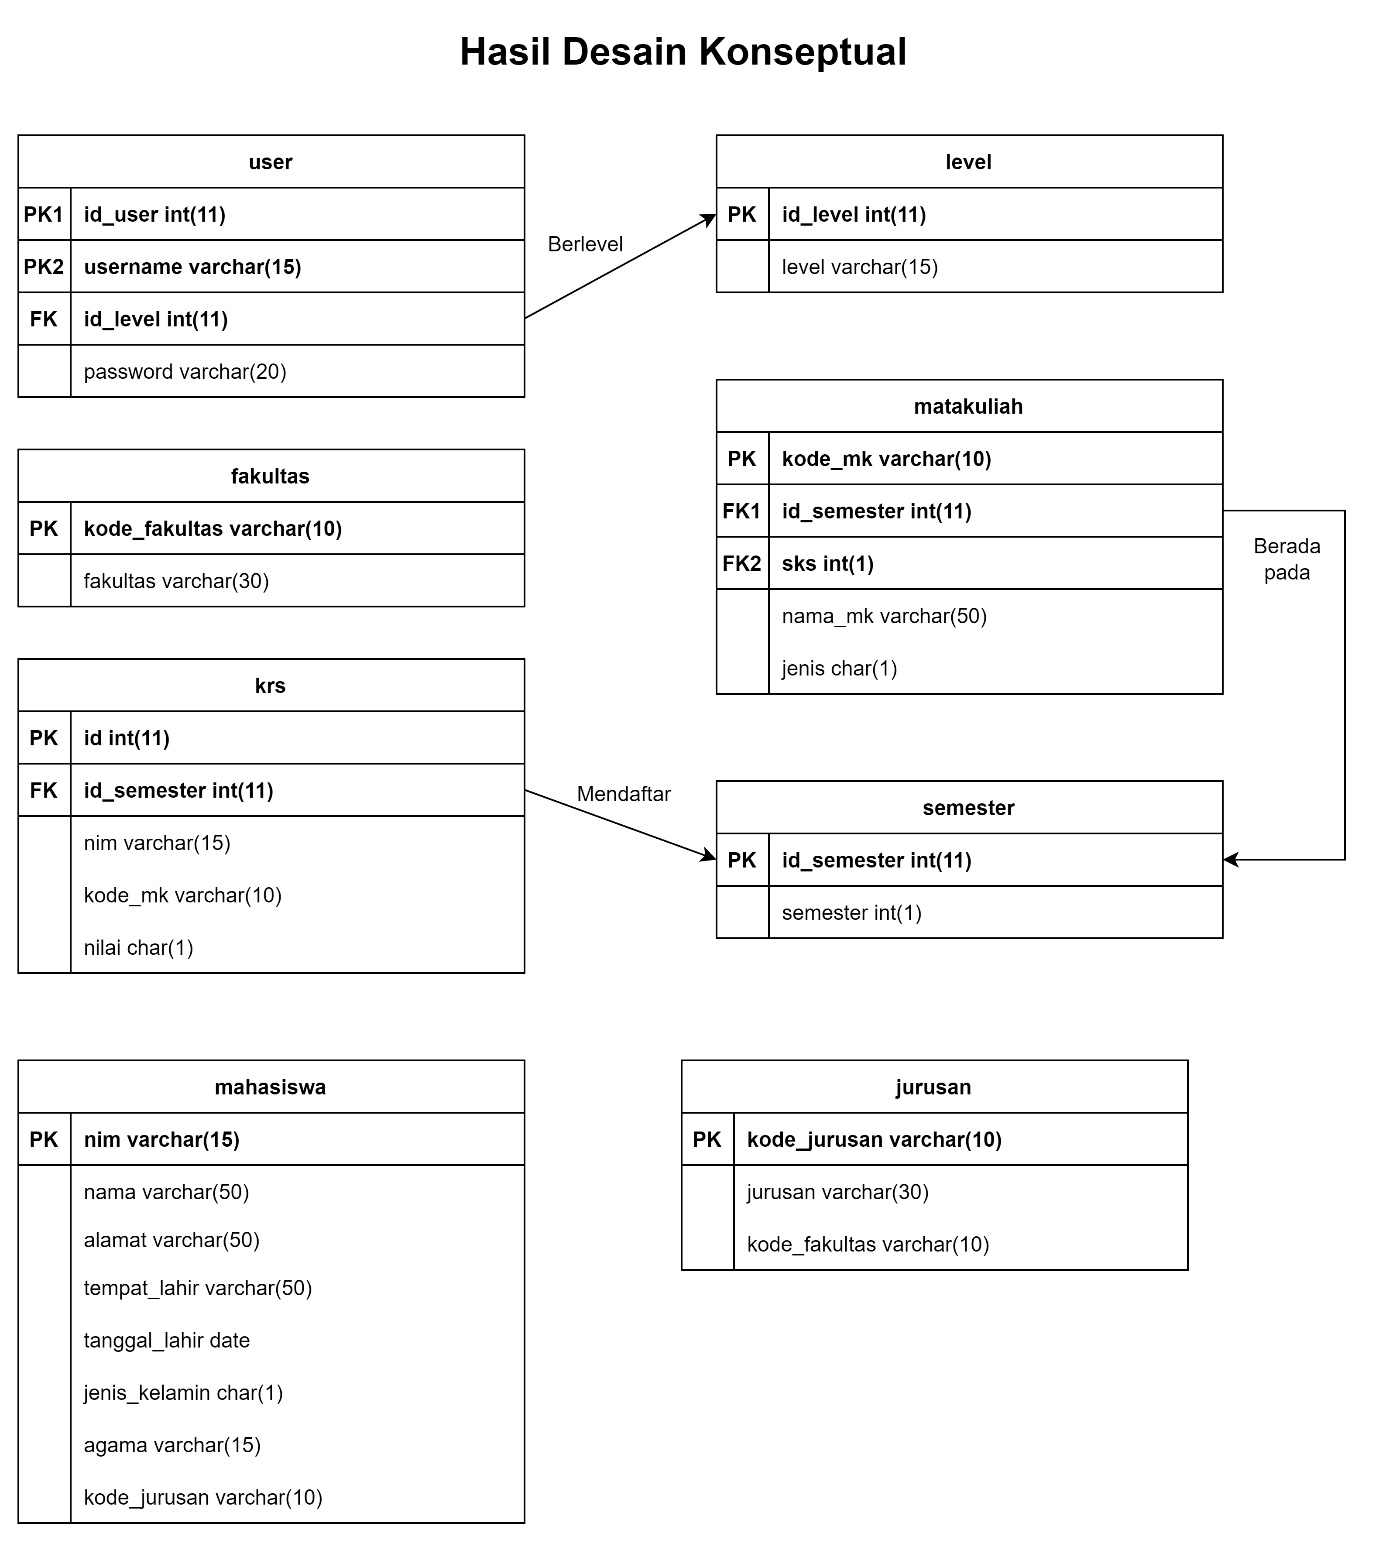 Hasil Desain Konseptual
user
PK1 id_user int(11)
PK2 username varchar(15)
FK id_level int(11)
password varchar(20)
Berlevel
level
PK id_level int(11)
level varchar(15)
fakultas
PK kode_fakultas varchar(10)
fakultas varchar(30)
matakuliah
PK kode_mk varchar(10)
FK1 id_semester int(11)
FK2 sks int(1)
nama_mk varchar(50)
jenis char(1)
Berada
pada
krs
PK id int(11)
FK id_semester int(11)
nim varchar(15)
kode_mk varchar(10)
nilai char(1)
Mendaftar
semester
PK id_semester int(11)
semester int(1)
mahasiswa
PK nim varchar(15)
nama varchar(50)
alamat varchar(50)
tempat_lahir varchar(50)
tanggal_lahir date
jenis_kelamin char(1)
agama varchar(15)
kode_jurusan varchar(10)
jurusan
PK kode_jurusan varchar(10)
jurusan varchar(30)
kode_fakultas varchar(10)